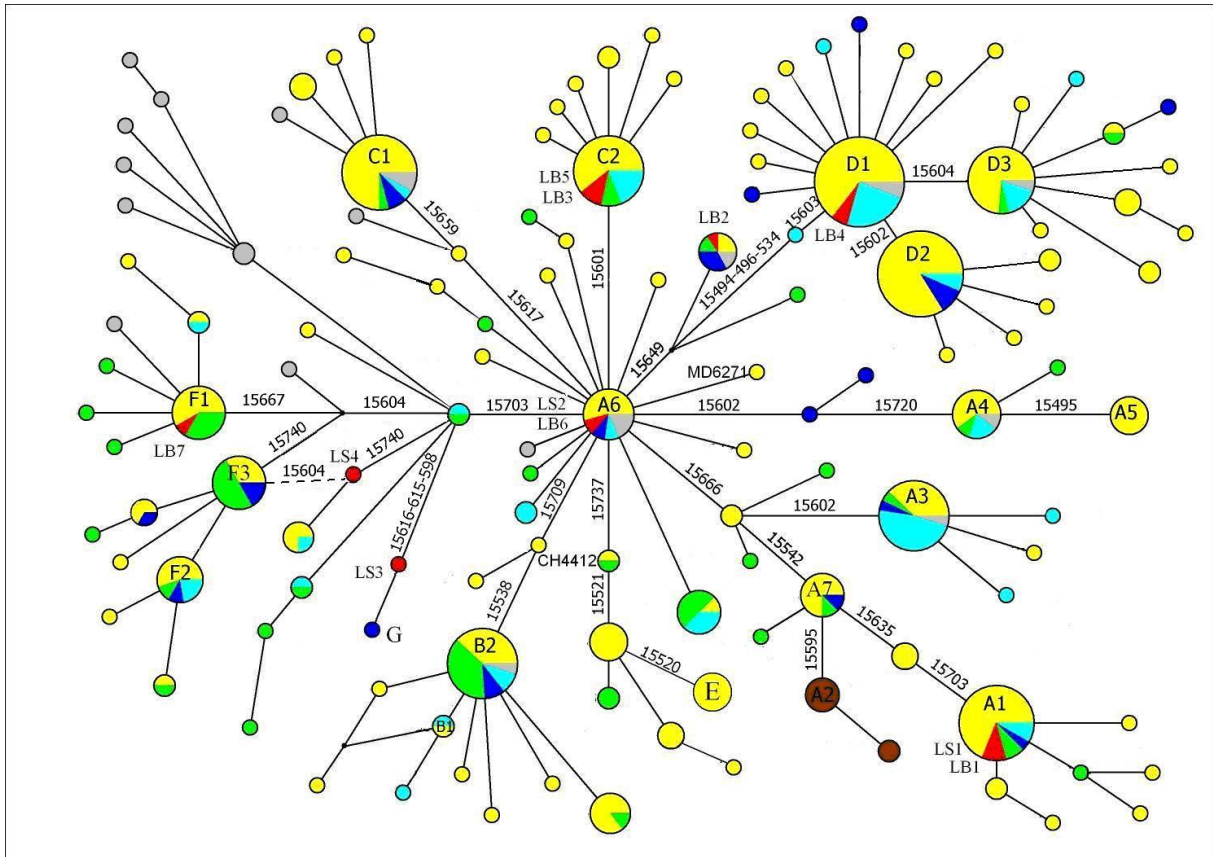 C1
C2
D1
D3
15604
LB5
LB3
LB4
15603
15602
D2
LB2
15659
15601
15494-496-534
15617
15649
MD6271
F1
15667
15604
15703
LS2
LB6
A6
15602
15720
A4
15495
A5
LB7
15740
15740
LS4
F3
15604
15616-615-598
15709
15737
15666
15602
A3
CH4412
15542
LS3
F2
15521
A7
15635
G
15538
15520
15595
15703
B2
E
A2
A1
B1
LS1
LB1